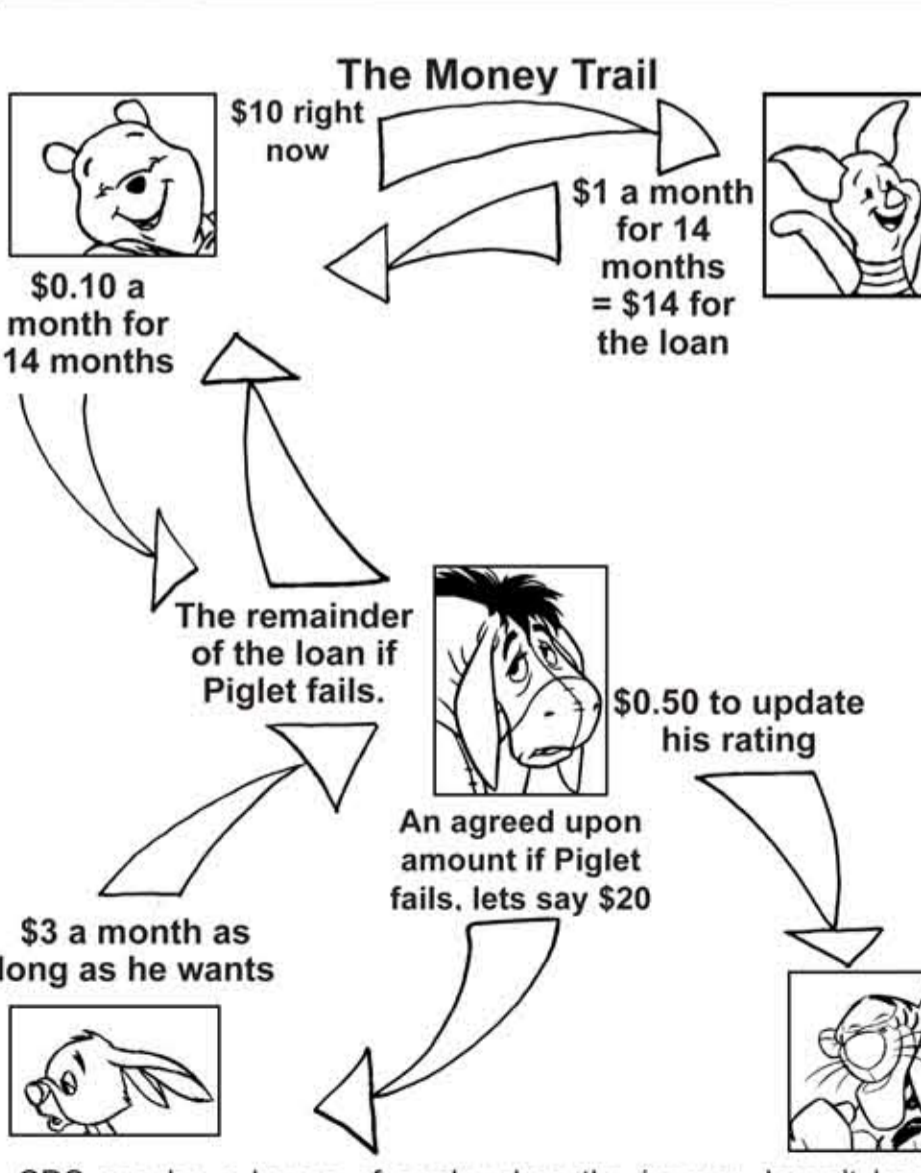 The Money Trail
$10 right
now
$1 a month
for 14
months
= $14 for
the loan
$0.10 a
month for
14 months
The remainder
of the loan if
Piglet fails.
$0.50 to update
his rating
An agreed upon
amount if Piglet
fails. lets say $20
$3 a month as
long as he wants